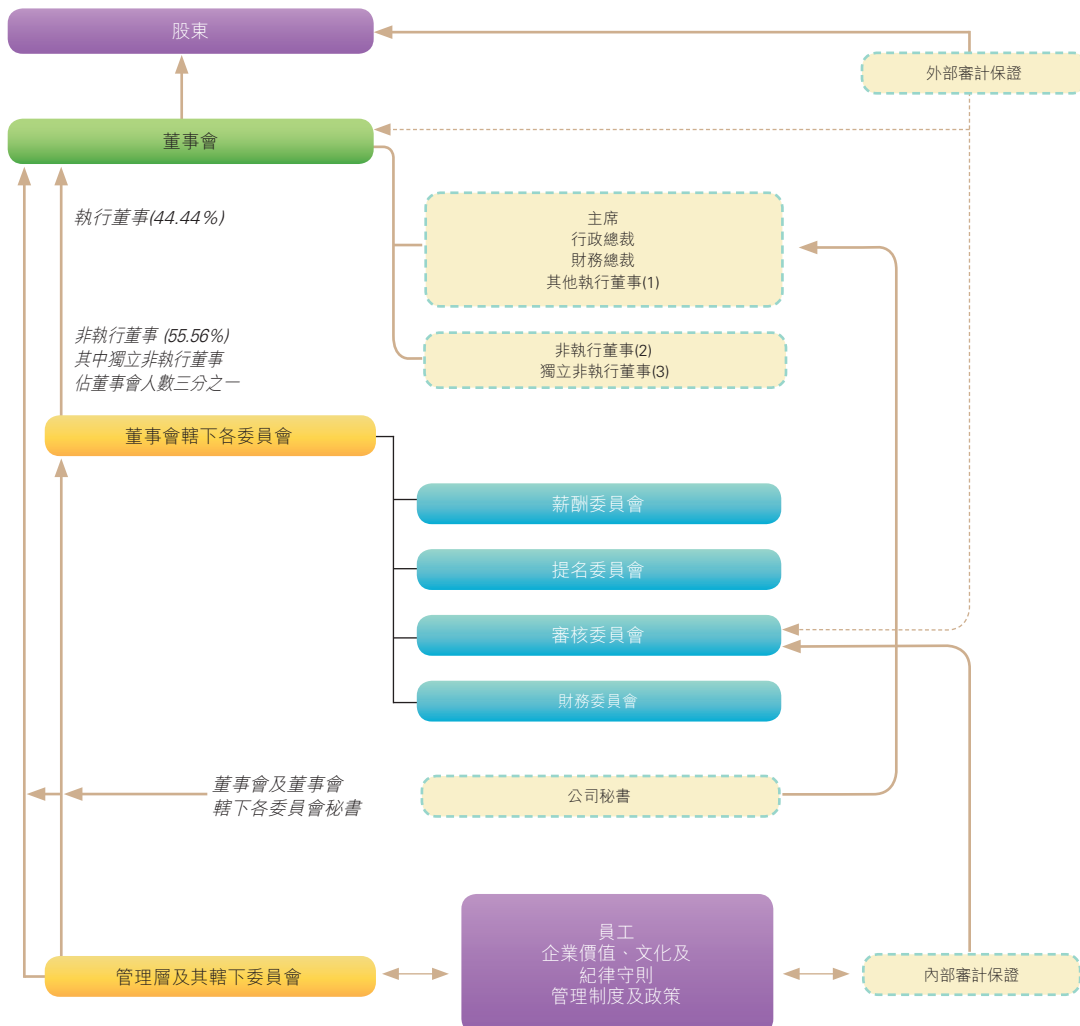 股東
外部審計保證
董事會
執行董事(44.44%)
主席
行政總裁
財務總裁
其他執行董事(1)
非執行董事 (55.56%)
其中獨立非執行董事
佔董事會人數三分之一
非執行董事(2)
獨立非執行董事(3)
董事會轄下各委員會
薪酬委員會
提名委員會
審核委員會
財務委員會
董事會及董事會
轄下各委員會秘書
公司秘書
員工
企業價值、文化及
紀律守則
管理制度及政策
管理層及其轄下委員會
內部審計保證